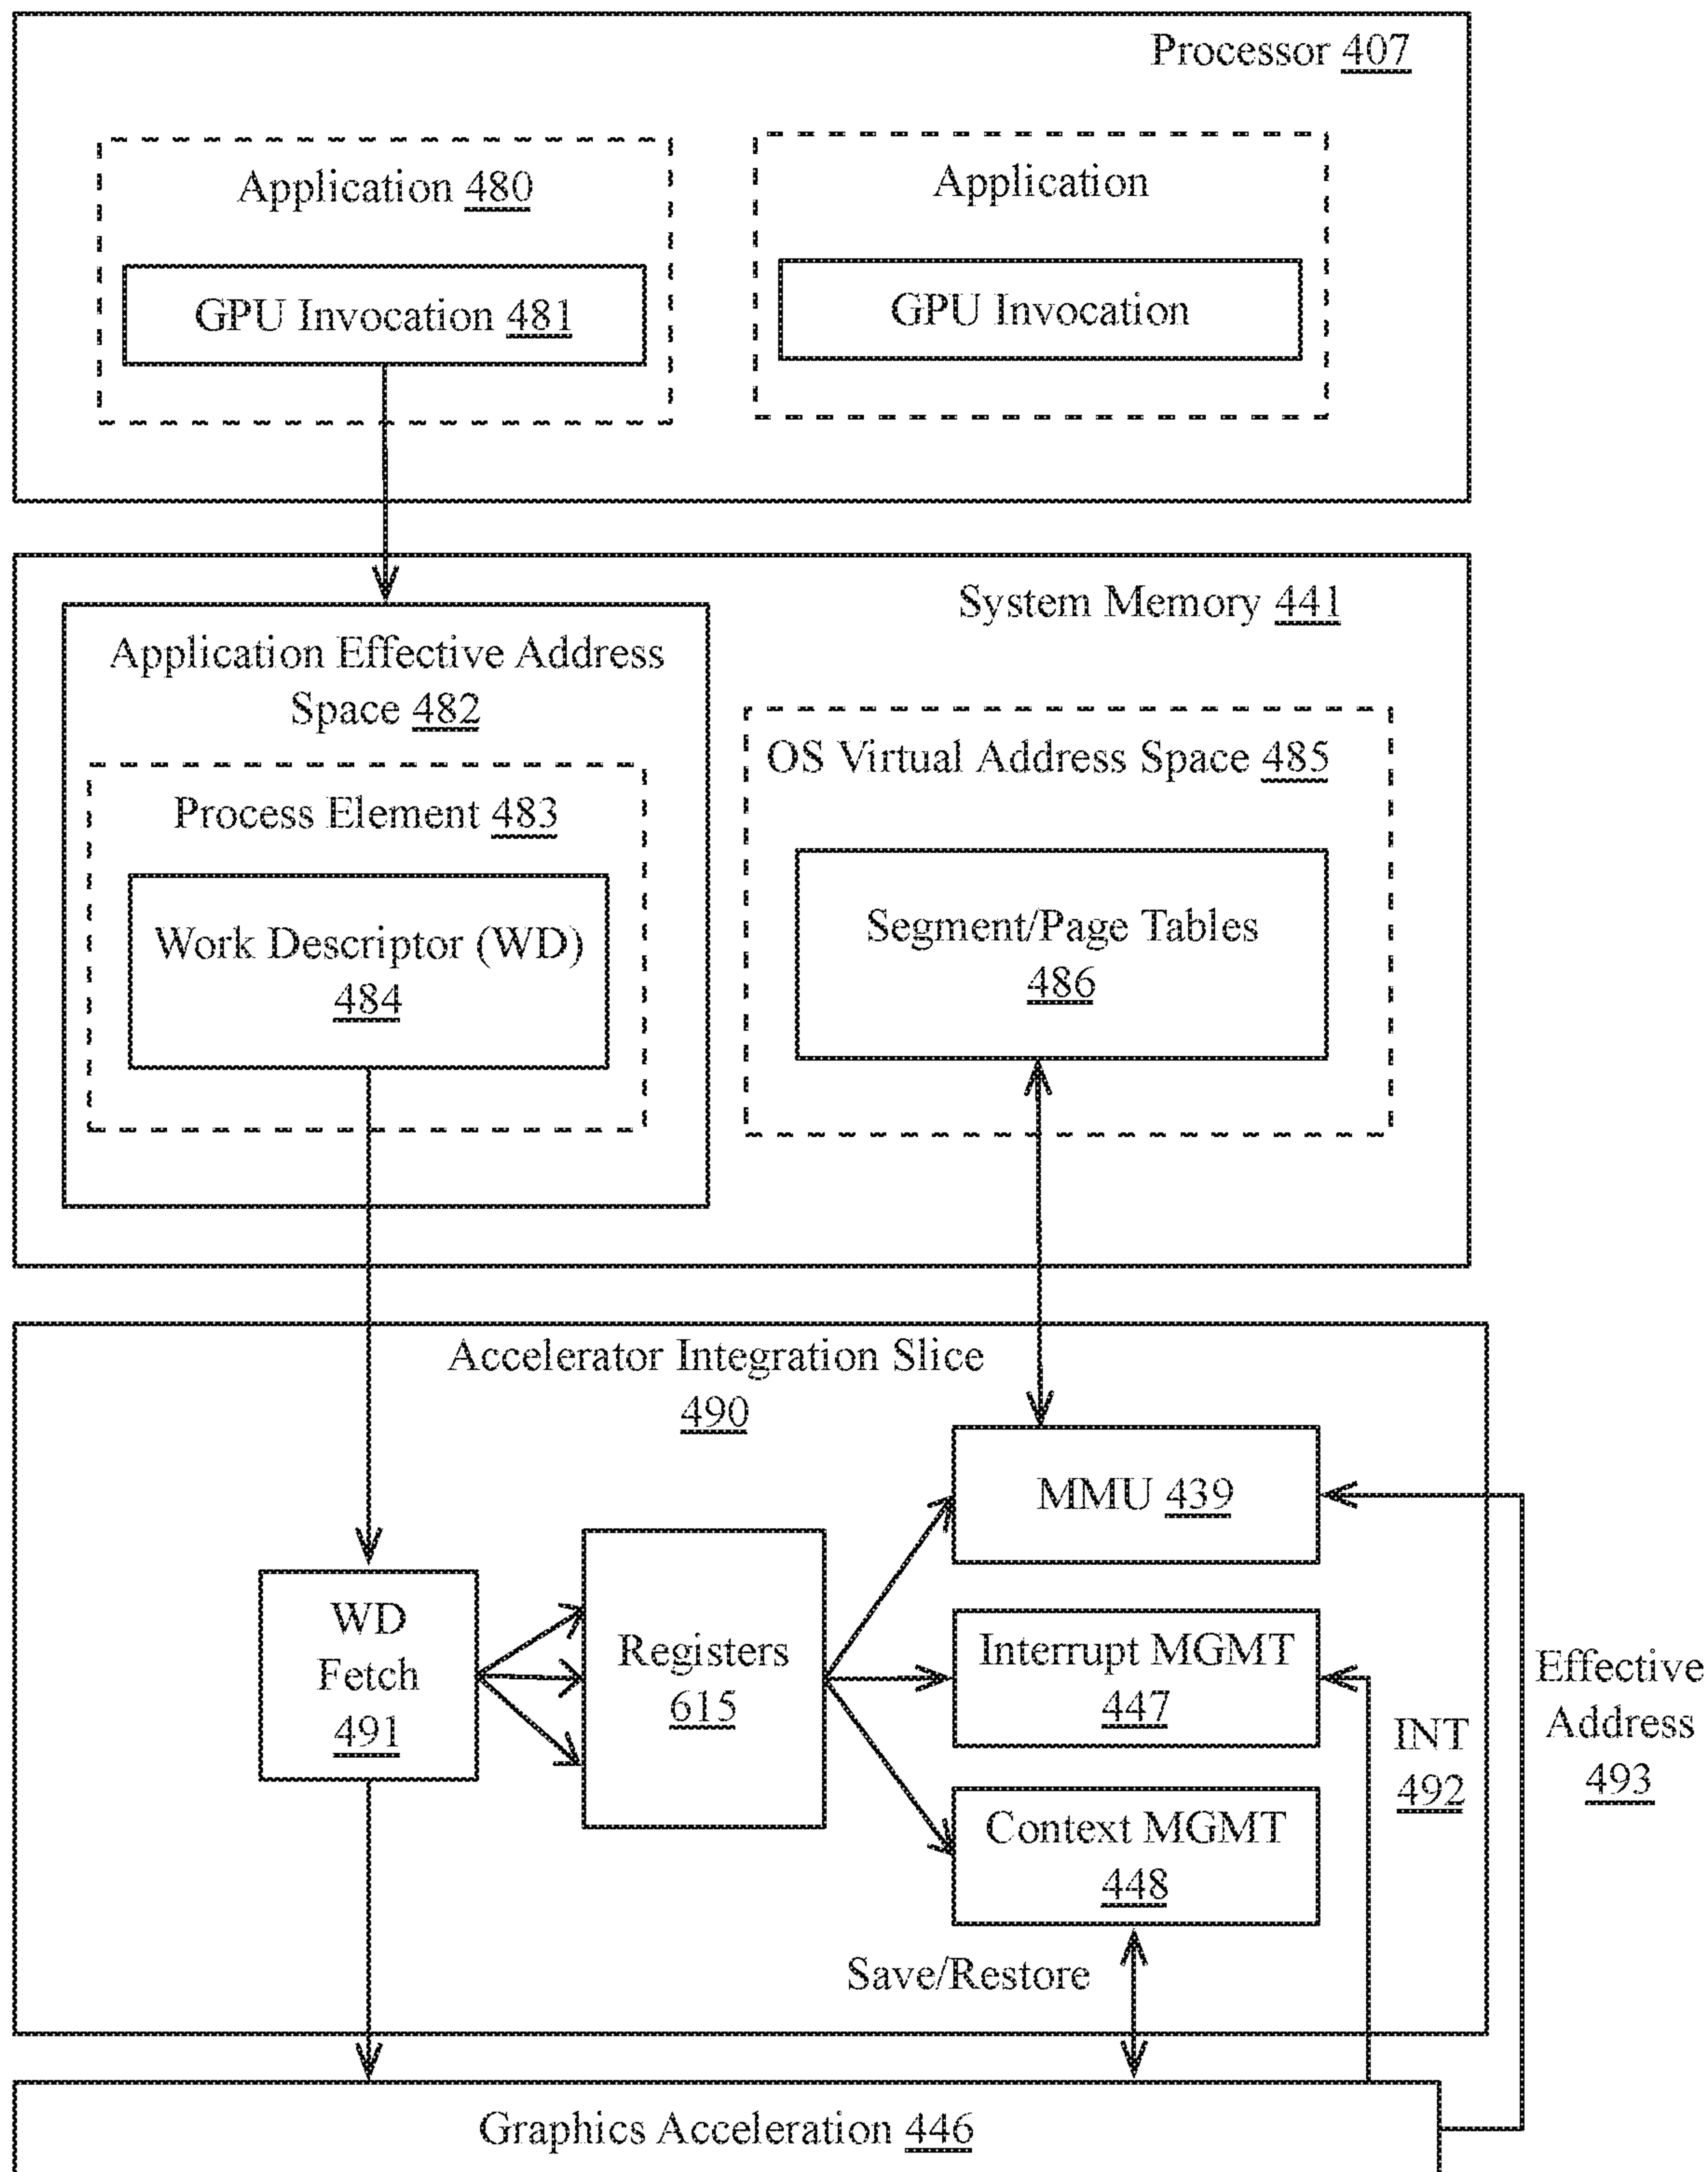 Processor 407
Application 480
Application
GPU Invocation 481
GPU Invocation
System Memory 441
Application Effective Address
Space 482
OS Virtual Address Space 485
Process Element 483
Work Descriptor (WD)
484
Segment/Page Tables
486
Accelerator Integration Slice
490
MMU 439
WD
Fetch
491
Registers
615
Interrupt MGMT
447
Effective
Address
493
INT
492
Context MGMT
448
Save/Restore
Graphics Acceleration 446